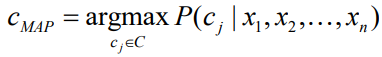 c_MAP = argmax P(c_j | x_1, x_2, …, x_n)
c_j∈C